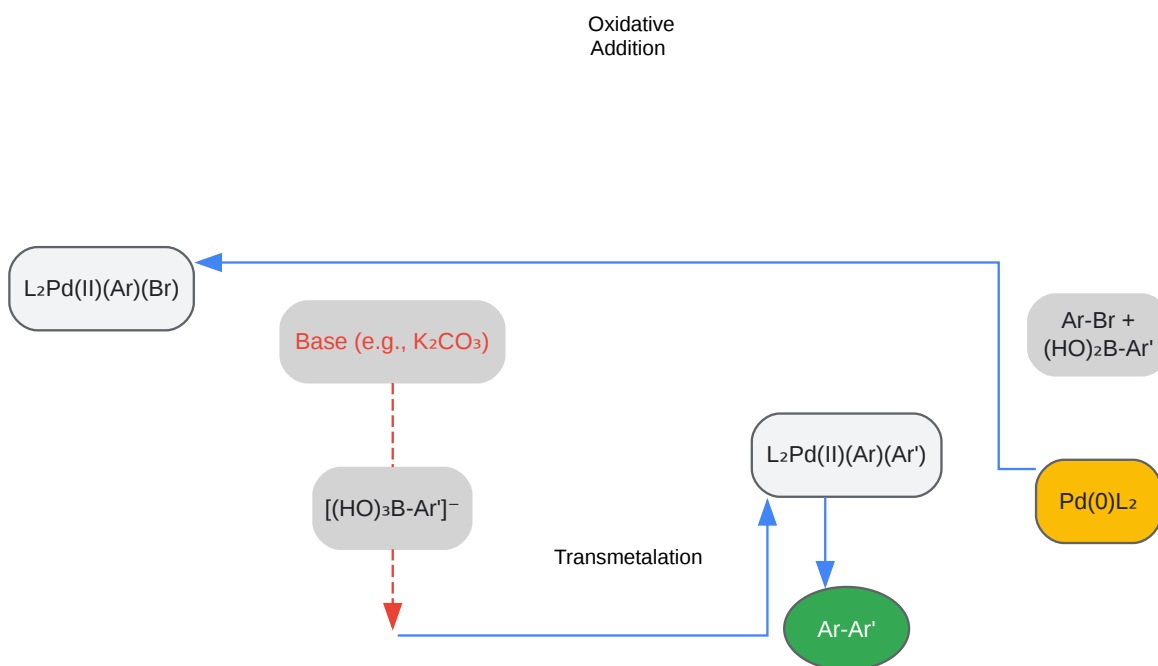 Oxidative
Addition
L₂Pd(II)(Ar)(Br)
Base (e.g., K₂CO₃)
Ar-Br +
(HO)₂B-Ar'
L₂Pd(II)(Ar)(Ar')
Pd(0)L₂
[(HO)₃B-Ar']⁻
Transmetalation
Ar-Ar'